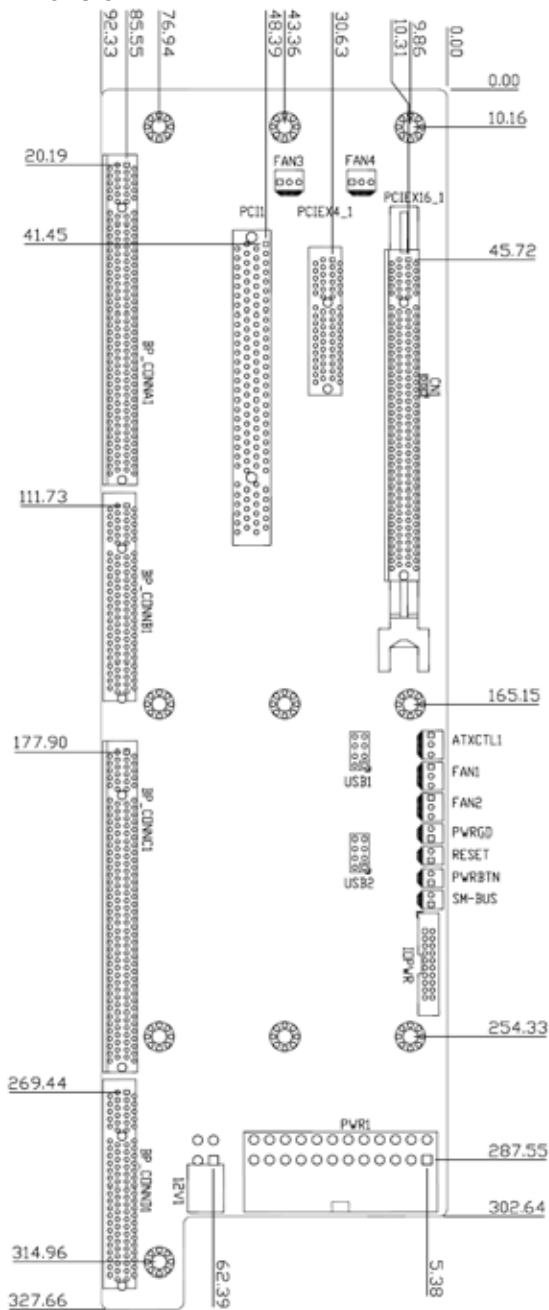 92.33
85.55
76.94
48.39
43.36
30.63
10.31
9.86
0.00
0.00
10.16
20.19
FAN3
FAN4
PCI1
PCIEX4_1
PCIEX16_1
41.45
45.72
BP_CONNA1
CN1
111.73
BP_CONNB1
165.15
177.90
ATXCTL1
USB1
FAN1
FAN2
BP_CONNC1
PWRGD
RESET
USB2
PWRBTN
SM-BUS
IOPWR
254.33
269.44
PWR1
287.55
BP_CONND1
12V1
302.64
314.96
62.39
5.38
327.66